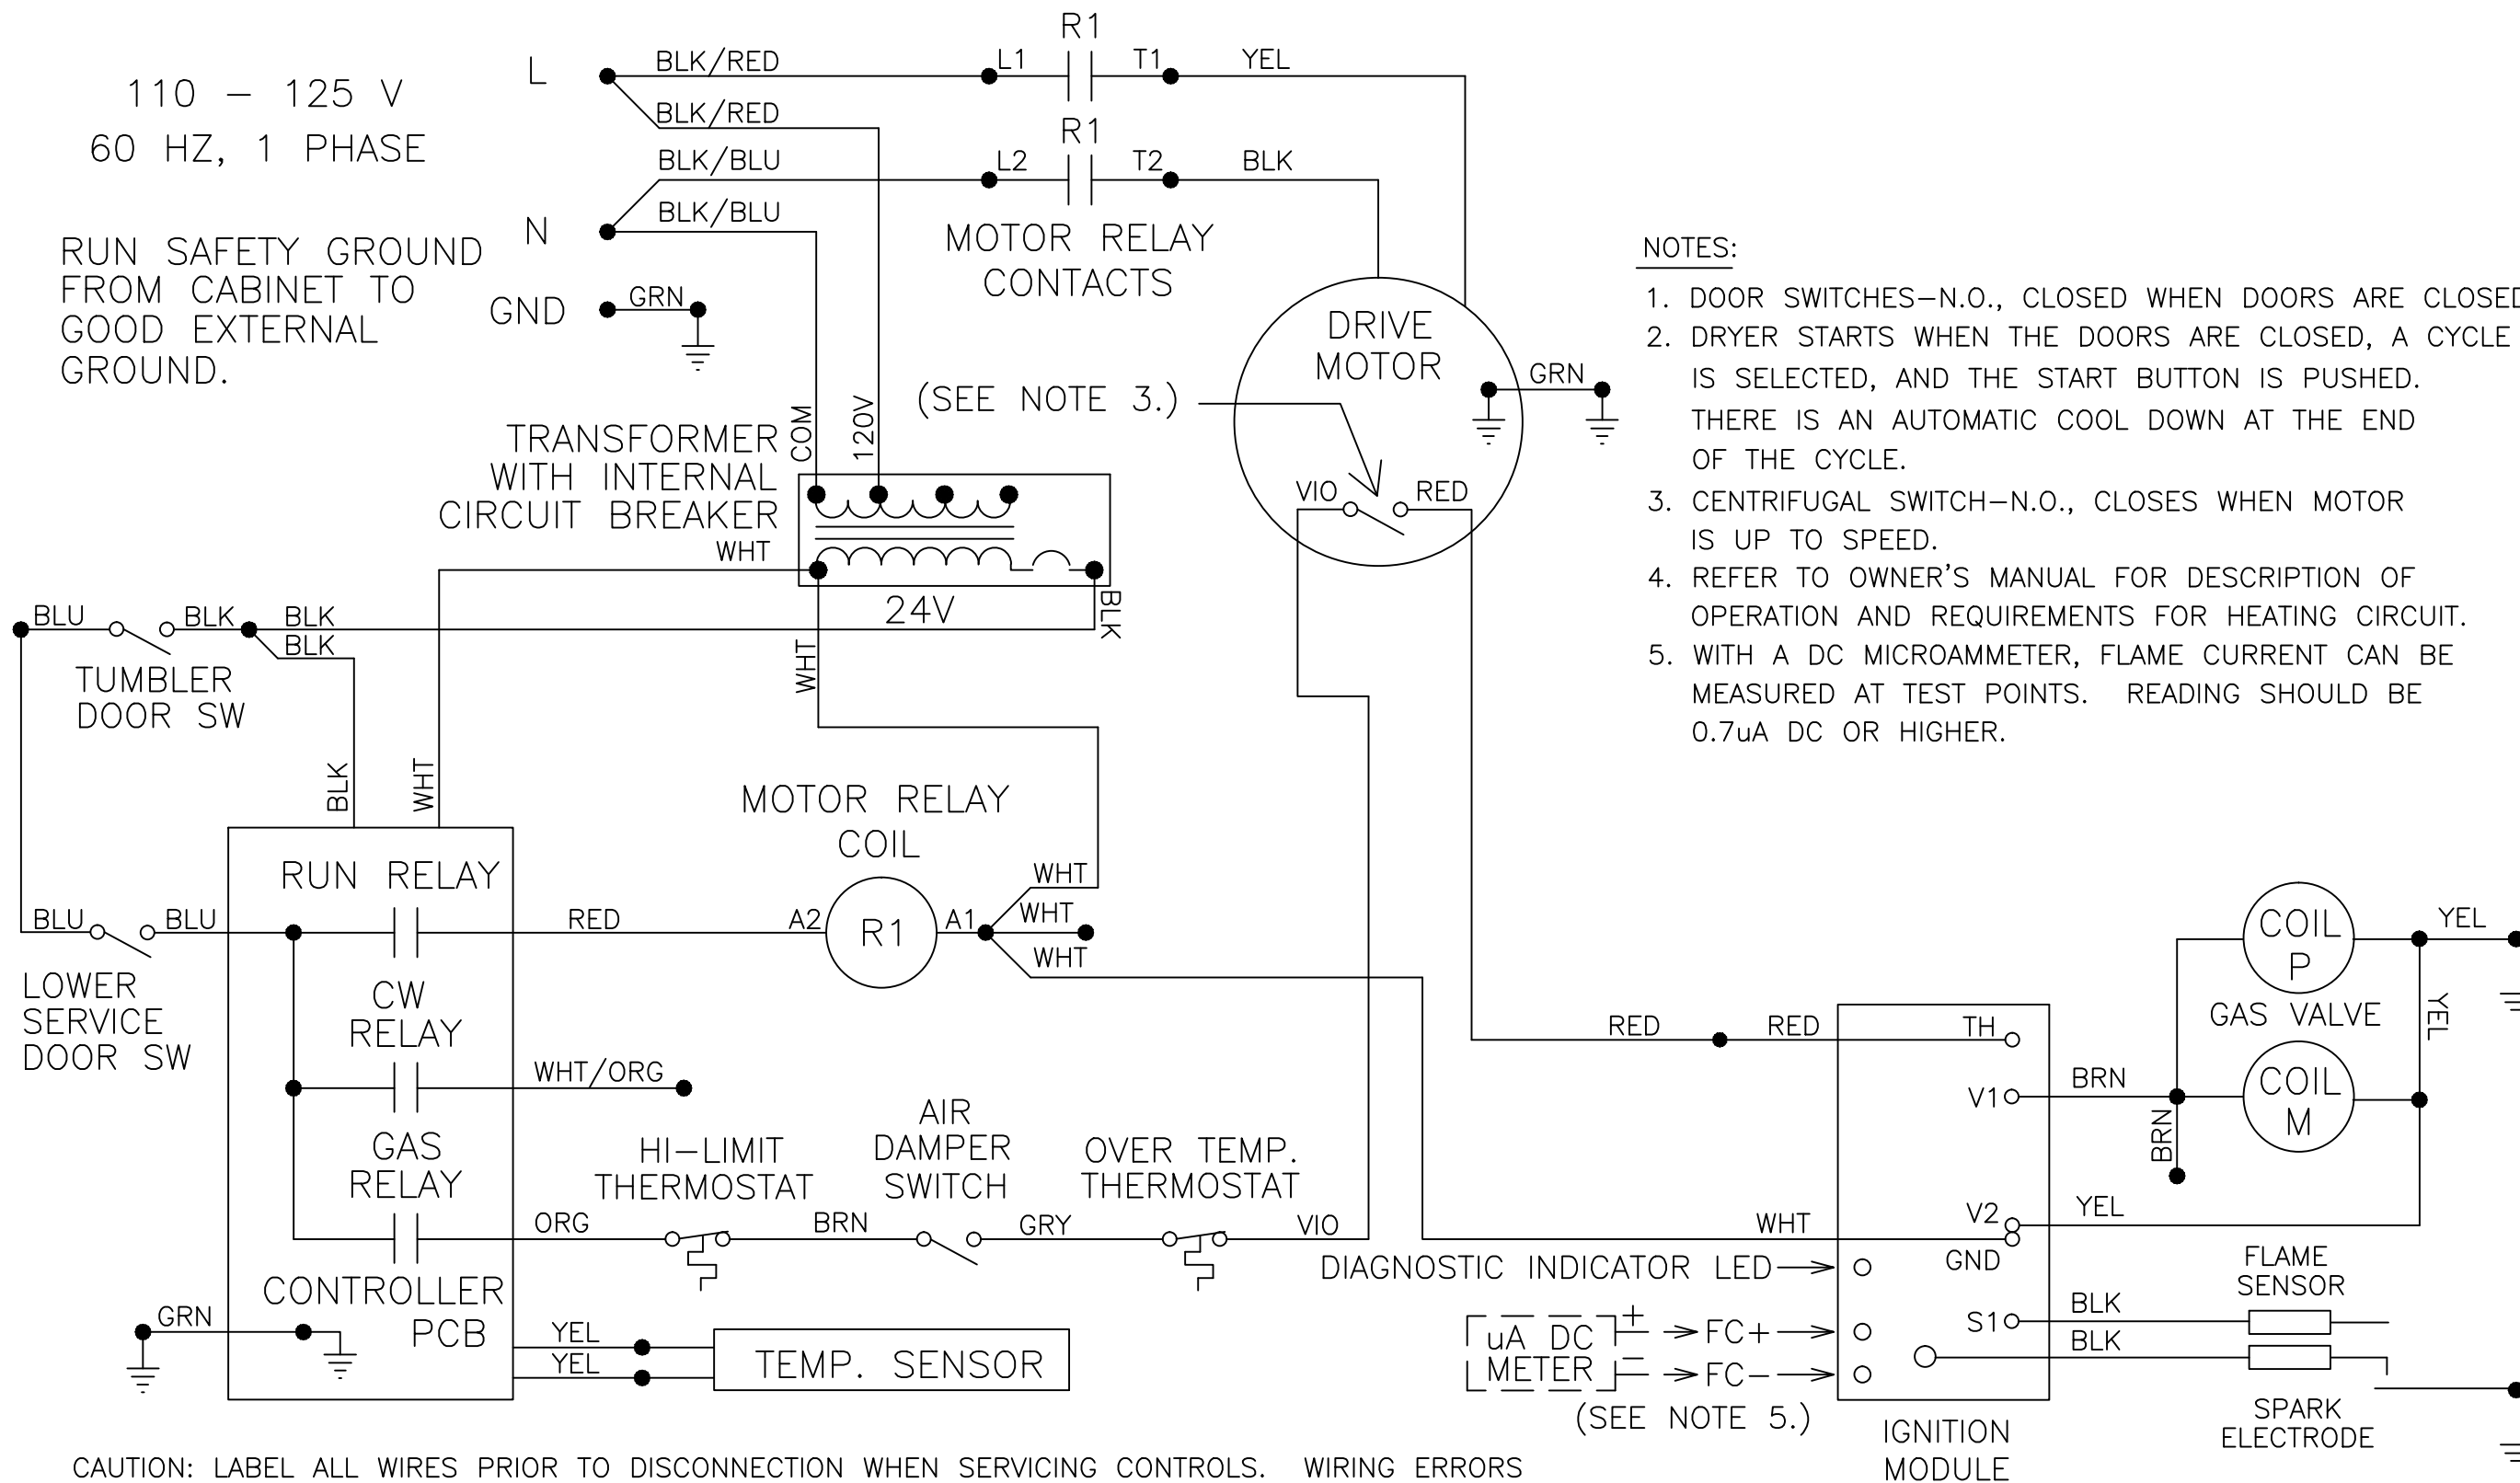 110 – 125 V
60 HZ, 1 PHASE
RUN SAFETY GROUND
FROM CABINET TO
GOOD EXTERNAL
GROUND.
L
BLK/RED
L1
R1
T1
YEL
BLK/RED
N
BLK/BLU
L2
R1
T2
BLK
BLK/BLU
MOTOR RELAY
CONTACTS
GND
GRN
DRIVE
MOTOR
GRN
(SEE NOTE 3.)
VIO
RED
COM
120V
TRANSFORMER
WITH INTERNAL
CIRCUIT BREAKER
WHT
24V
BLK
WHT
NOTES:
1. DOOR SWITCHES–N.O., CLOSED WHEN DOORS ARE CLOSED
2. DRYER STARTS WHEN THE DOORS ARE CLOSED, A CYCLE
IS SELECTED, AND THE START BUTTON IS PUSHED.
THERE IS AN AUTOMATIC COOL DOWN AT THE END
OF THE CYCLE.
3. CENTRIFUGAL SWITCH–N.O., CLOSES WHEN MOTOR
IS UP TO SPEED.
4. REFER TO OWNER'S MANUAL FOR DESCRIPTION OF
OPERATION AND REQUIREMENTS FOR HEATING CIRCUIT.
5. WITH A DC MICROAMMETER, FLAME CURRENT CAN BE
MEASURED AT TEST POINTS. READING SHOULD BE
0.7uA DC OR HIGHER.
BLU
BLK
BLK
BLK
TUMBLER
DOOR SW
BLK
WHT
MOTOR RELAY
COIL
RUN RELAY
BLU
BLU
RED
A2
R1
A1
WHT
WHT
WHT
LOWER
SERVICE
DOOR SW
CW
RELAY
WHT/ORG
GAS
RELAY
ORG
HI–LIMIT
THERMOSTAT
BRN
AIR
DAMPER
SWITCH
GRY
OVER TEMP.
THERMOSTAT
VIO
CONTROLLER
PCB
GRN
YEL
YEL
TEMP. SENSOR
RED
RED
TH
V1
BRN
BRN
COIL
P
GAS VALVE
COIL
M
YEL
YEL
WHT
V2
YEL
GND
DIAGNOSTIC INDICATOR LED
uA DC
METER
+
–
FC+
FC–
(SEE NOTE 5.)
S1
BLK
BLK
FLAME
SENSOR
SPARK
ELECTRODE
IGNITION
MODULE
CAUTION: LABEL ALL WIRES PRIOR TO DISCONNECTION WHEN SERVICING CONTROLS. WIRING ERRORS